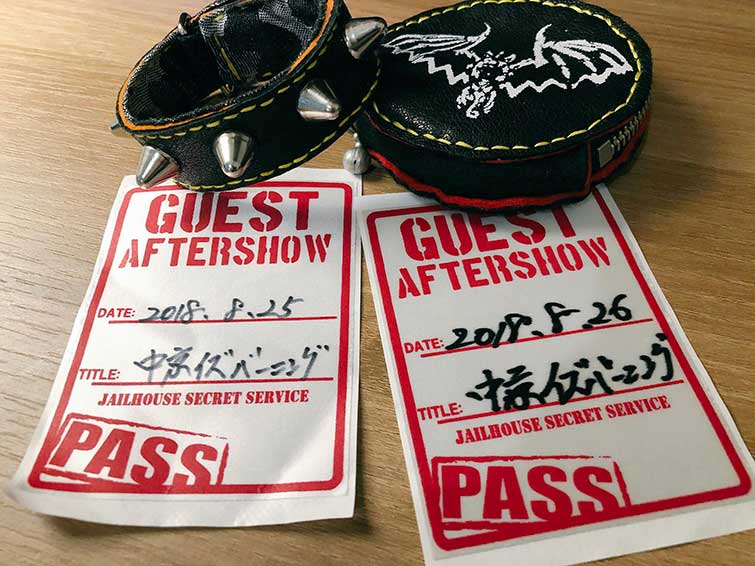 GUEST
AFTERSHOW
DATE: 2018.8.25
TITLE: 中京イズバーニング
JAILHOUSE SECRET SERVICE
PASS
GUEST
AFTERSHOW
DATE: 2018.8.26
TITLE: 中京イズバーニング
JAILHOUSE SECRET SERVICE
PASS